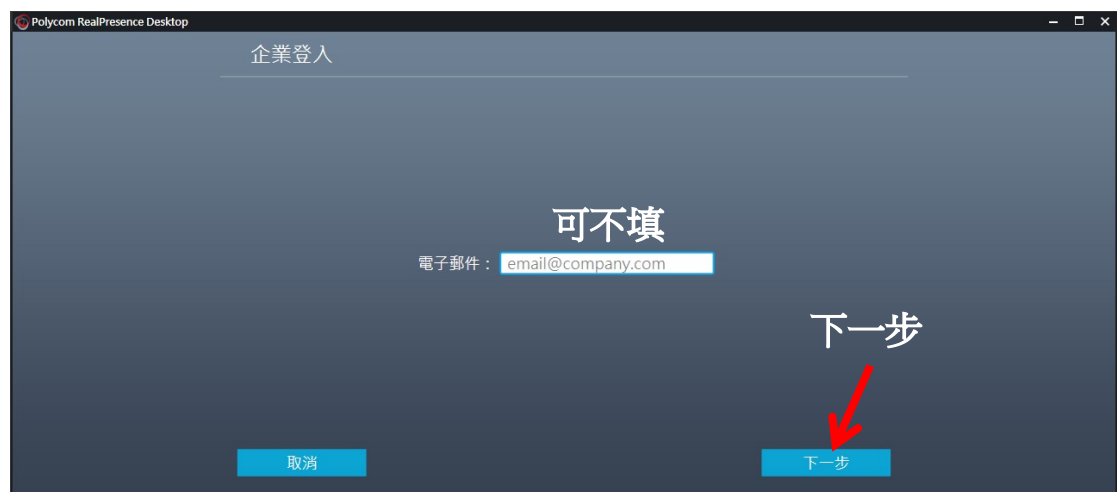 Polycom RealPresence Desktop
企業登入
可不填
電子郵件： email@company.com
下一步
取消
下一步